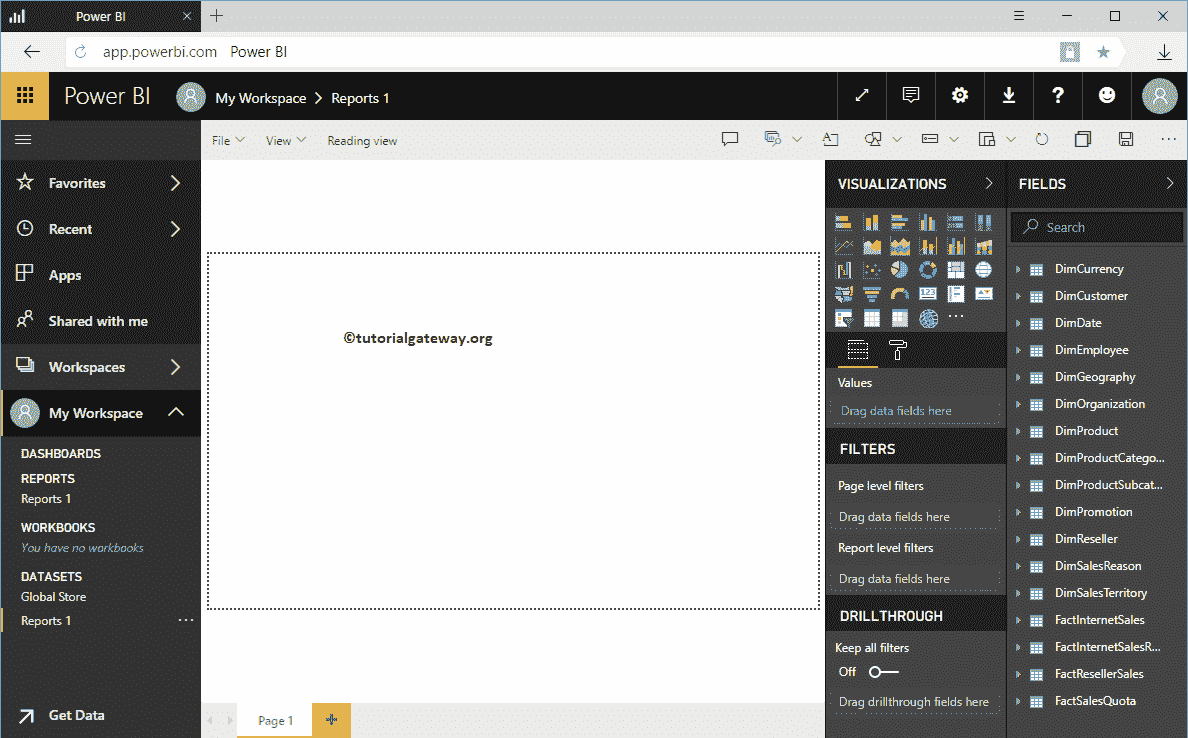 Power BI
app.powerbi.com Power BI
Power BI My Workspace > Reports 1
File View Reading view
Favorites
Recent
Apps
Shared with me
Workspaces
My Workspace
DASHBOARDS
REPORTS
Reports 1
WORKBOOKS
You have no workbooks
DATASETS
Global Store
Reports 1
Get Data
©tutorialgateway.org
Page 1
VISUALIZATIONS
123
Values
Drag data fields here
FILTERS
Page level filters
Drag data fields here
Report level filters
Drag data fields here
DRILLTHROUGH
Keep all filters
Off
Drag drillthrough fields here
FIELDS
Search
DimCurrency
DimCustomer
DimDate
DimEmployee
DimGeography
DimOrganization
DimProduct
DimProductCatego...
DimProductSubcat...
DimPromotion
DimReseller
DimSalesReason
DimSalesTerritory
FactInternetSales
FactInternetSalesR...
FactResellerSales
FactSalesQuota